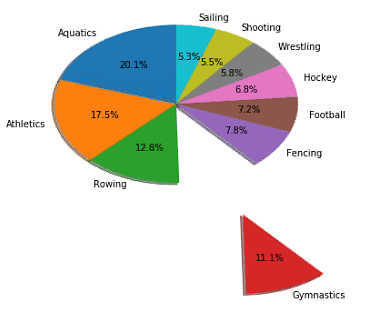 Sailing
Shooting
Aquatics
Wrestling
5.3%
5.5%
20.1%
5.8%
Hockey
6.8%
7.2%
Football
17.5%
Athletics
7.8%
12.8%
Fencing
Rowing
11.1%
Gymnastics